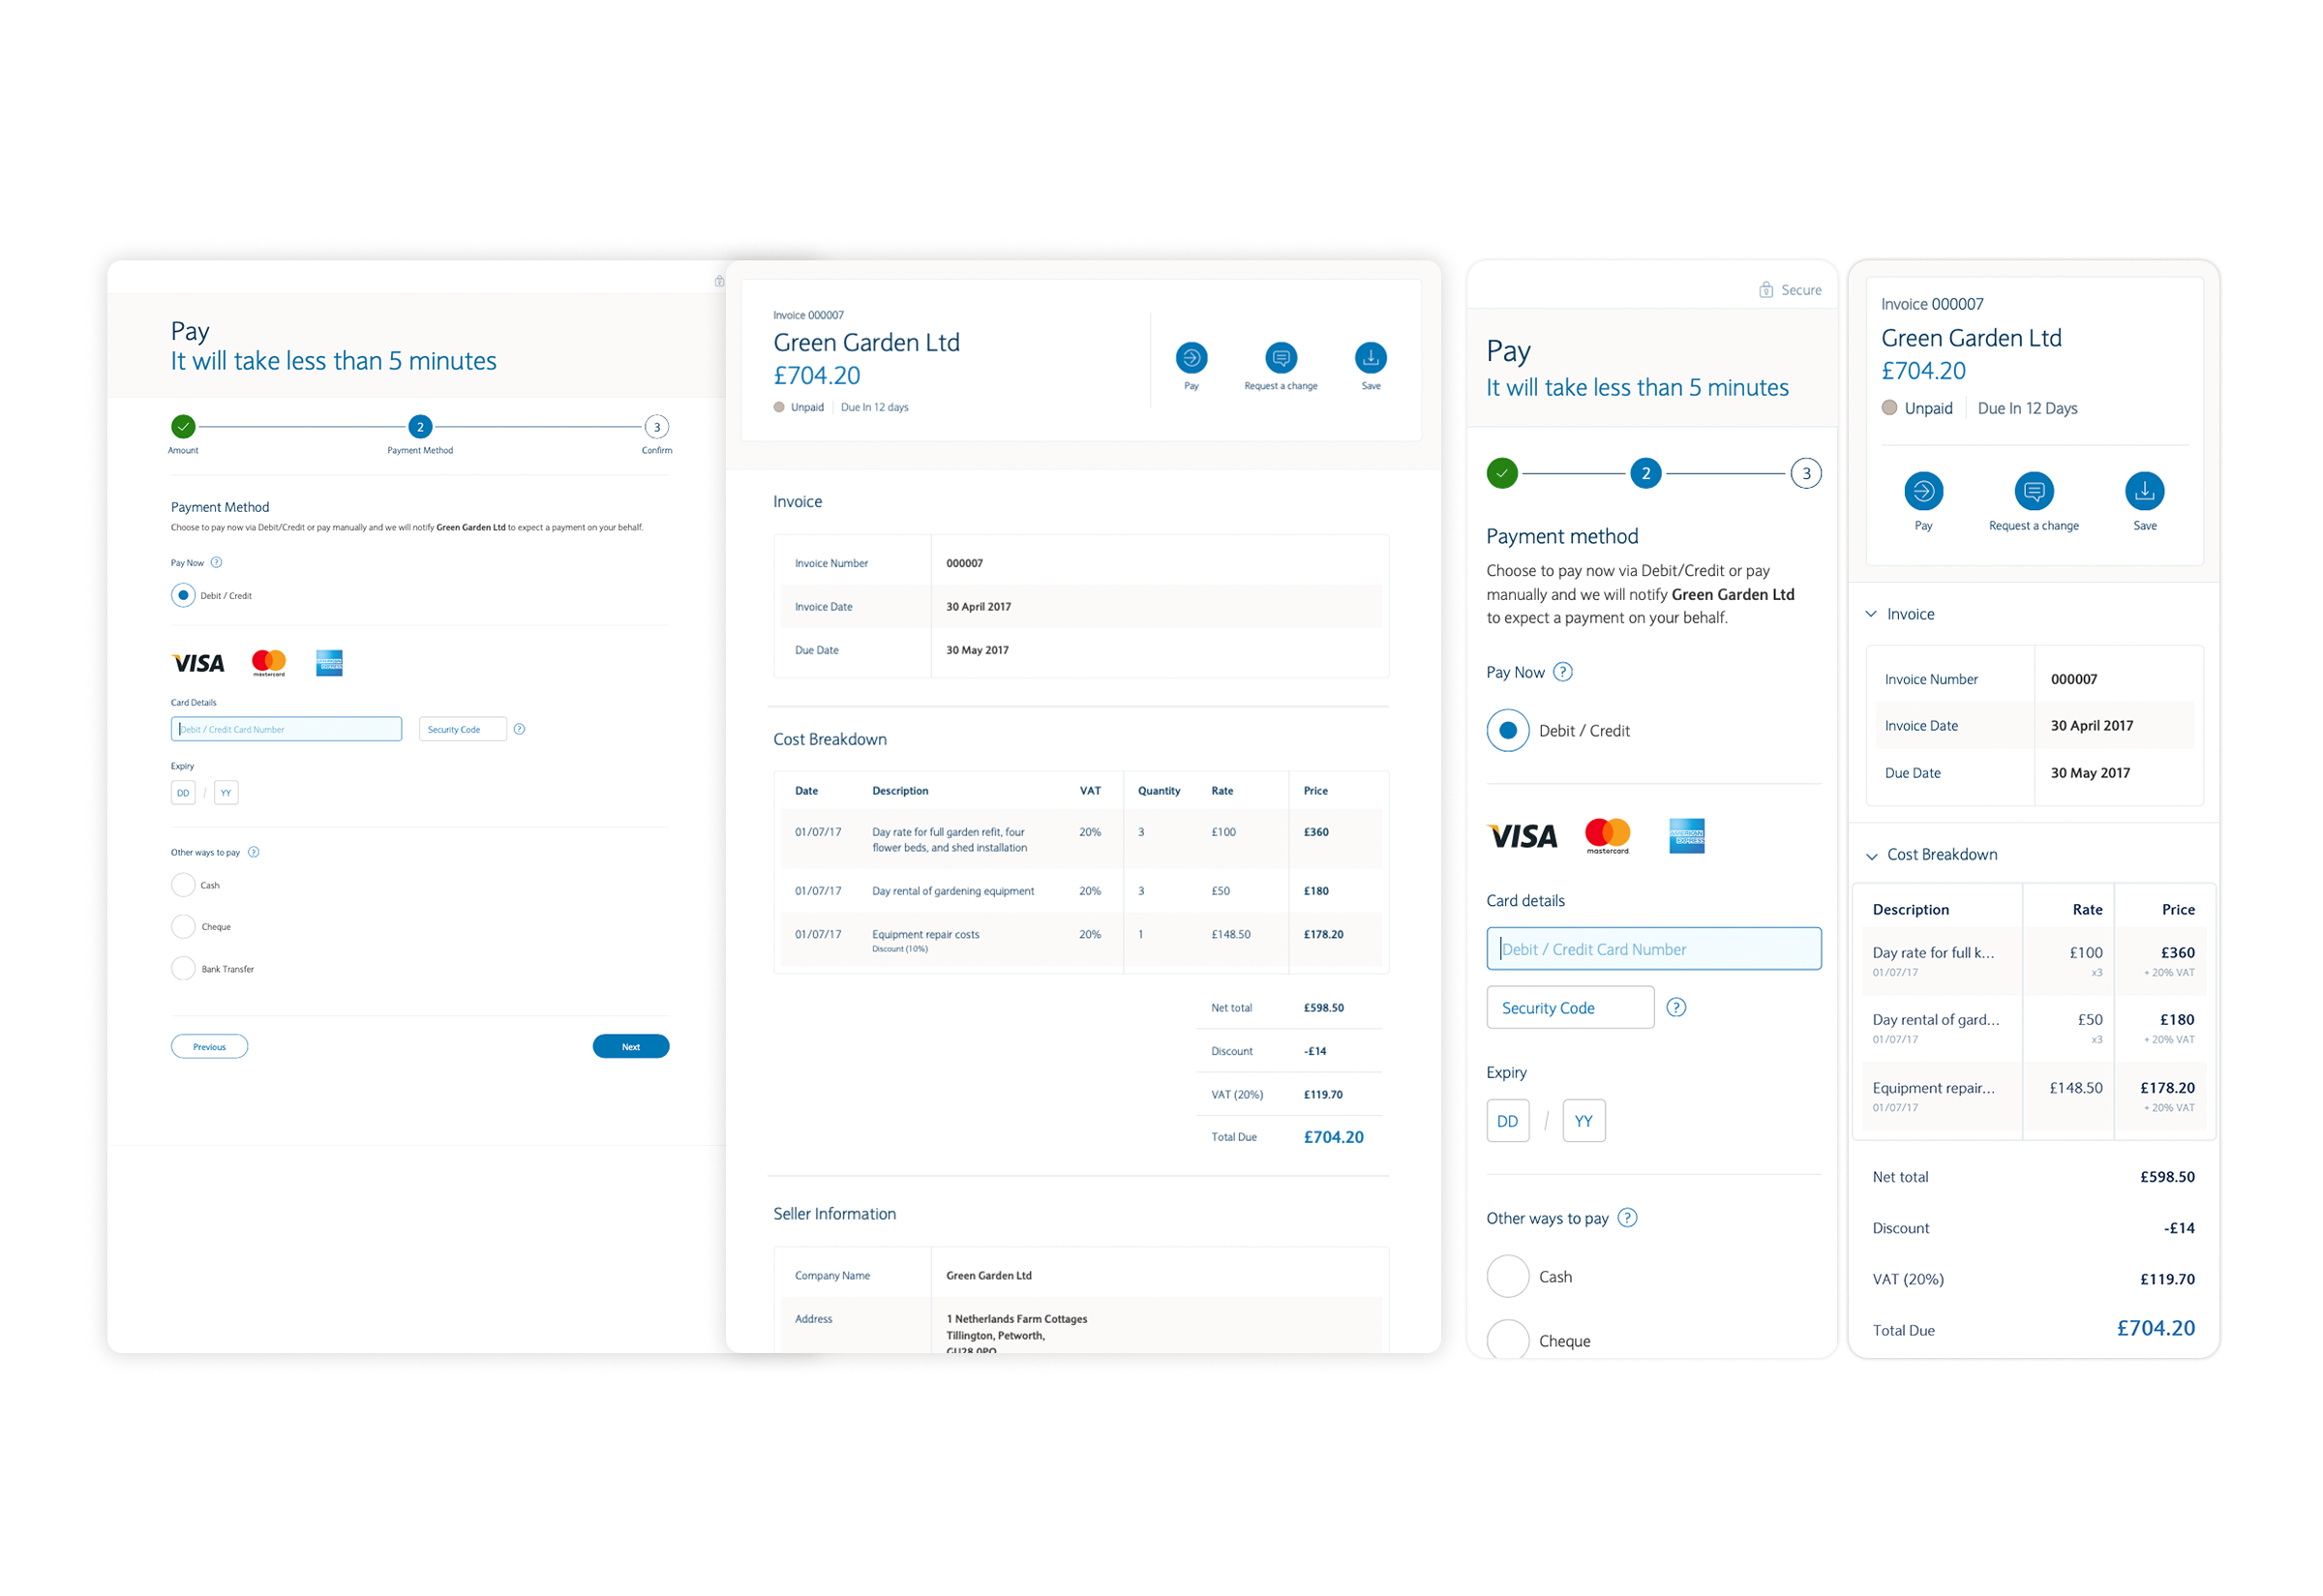 Pay
It will take less than 5 minutes
2
3
Amount
Payment Method
Confirm
Payment Method
Choose to pay now via Debit/Credit or pay manually and we will notify Green Garden Ltd to expect a payment on your behalf.
Pay Now ?
Debit / Credit
VISA
mastercard
AMERICAN EXPRESS
Card Details
Debit / Credit Card Number
Security Code ?
Expiry
DD / YY
Other ways to pay ?
Cash
Cheque
Bank Transfer
Previous
Next
Invoice 000007
Green Garden Ltd
£704.20
Unpaid Due In 12 days
Pay
Request a change
Save
Invoice
Invoice Number 000007
Invoice Date 30 April 2017
Due Date 30 May 2017
Cost Breakdown
Date Description VAT Quantity Rate Price
01/07/17 Day rate for full garden refit, four 20% 3 £100 £360
flower beds, and shed installation
01/07/17 Day rental of gardening equipment 20% 3 £50 £180
01/07/17 Equipment repair costs 20% 1 £148.50 £178.20
Discount (10%)
Net total £598.50
Discount -£14
VAT (20%) £119.70
Total Due £704.20
Seller Information
Company Name Green Garden Ltd
Address 1 Netherlands Farm Cottages
Tillington, Petworth,
GU28 0PQ
Secure
Pay
It will take less than 5 minutes
2
3
Payment method
Choose to pay now via Debit/Credit or pay
manually and we will notify Green Garden Ltd
to expect a payment on your behalf.
Pay Now ?
Debit / Credit
VISA
mastercard
AMERICAN EXPRESS
Card details
Debit / Credit Card Number
Security Code ?
Expiry
DD / YY
Other ways to pay ?
Cash
Cheque
Invoice 000007
Green Garden Ltd
£704.20
Unpaid Due In 12 Days
Pay
Request a change
Save
Invoice
Invoice Number 000007
Invoice Date 30 April 2017
Due Date 30 May 2017
Cost Breakdown
Description Rate Price
Day rate for full k... £100 £360
01/07/17 x3 + 20% VAT
Day rental of gard... £50 £180
01/07/17 x3 + 20% VAT
Equipment repair... £148.50 £178.20
01/07/17 + 20% VAT
Net total £598.50
Discount -£14
VAT (20%) £119.70
Total Due £704.20